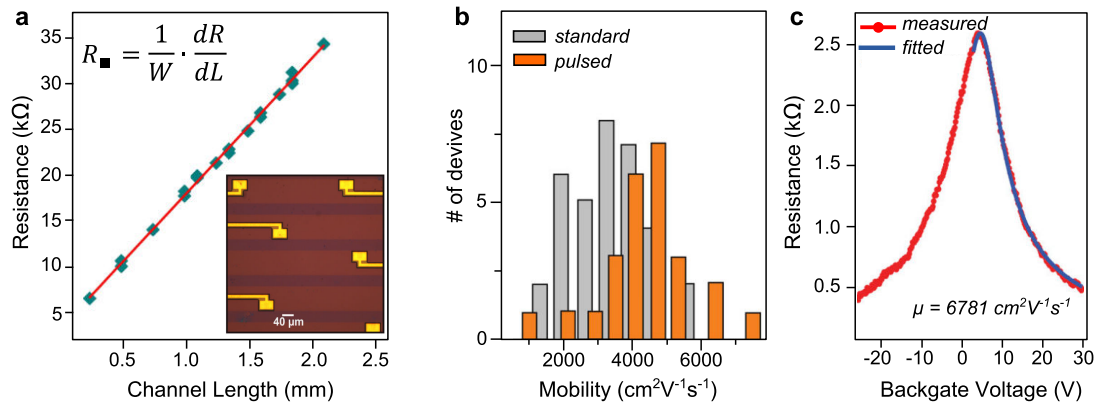 a
R■ = 1/W · dR/dL
Resistance (kΩ)
35
30
25
20
15
10
5
0.5
1.0
1.5
2.0
2.5
Channel Length (mm)
40 μm
b
standard
pulsed
# of devives
10
5
0
2000
4000
6000
Mobility (cm²V⁻¹s⁻¹)
c
measured
fitted
Resistance (kΩ)
2.5
2.0
1.5
1.0
0.5
μ = 6781 cm²V⁻¹s⁻¹
-20
-10
0
10
20
30
Backgate Voltage (V)